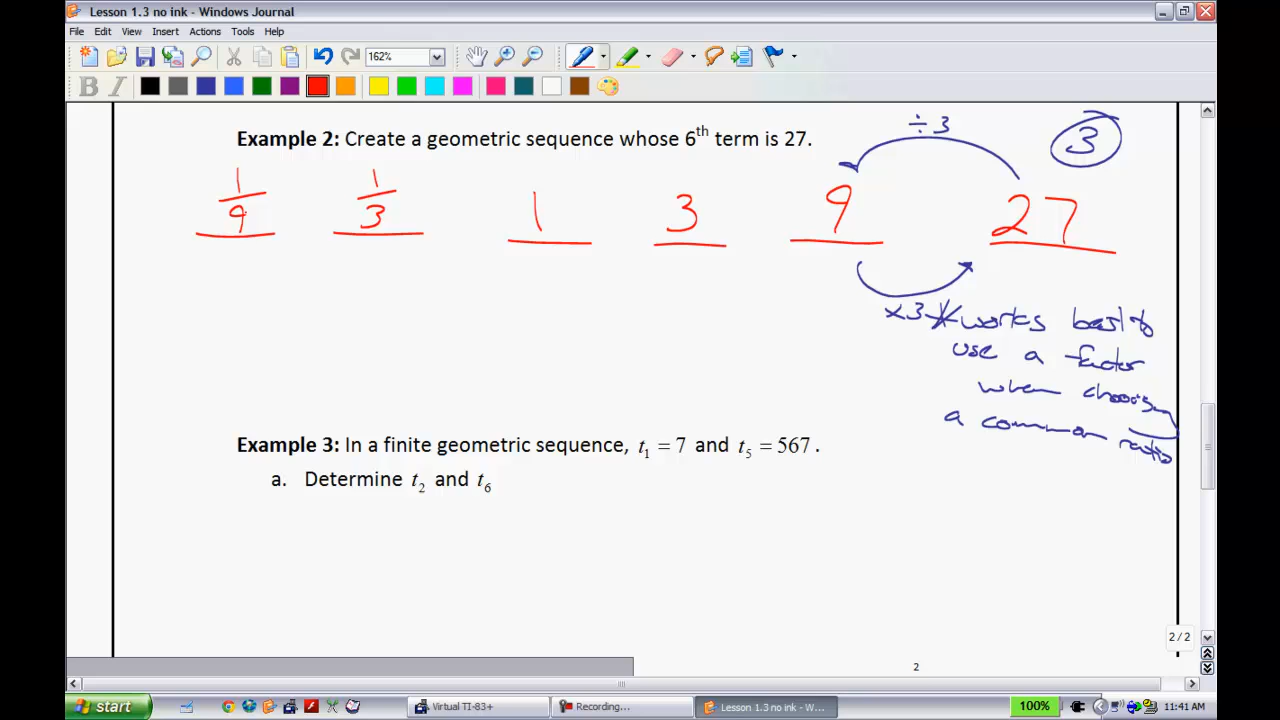 Lesson 1.3 no ink - Windows Journal
File Edit View Insert Actions Tools Help
162%
B I
Example 2: Create a geometric sequence whose 6th term is 27.
÷3
3
1/9 1/3 1 3 9 27
x3 * works best to
use a factor
when choosing
a common ratio
Example 3: In a finite geometric sequence, t1 = 7 and t5 = 567.
a. Determine t2 and t6
2/2
2
start Virtual TI-83+ Recording... Lesson 1.3 no ink - W... 100% 11:41 AM